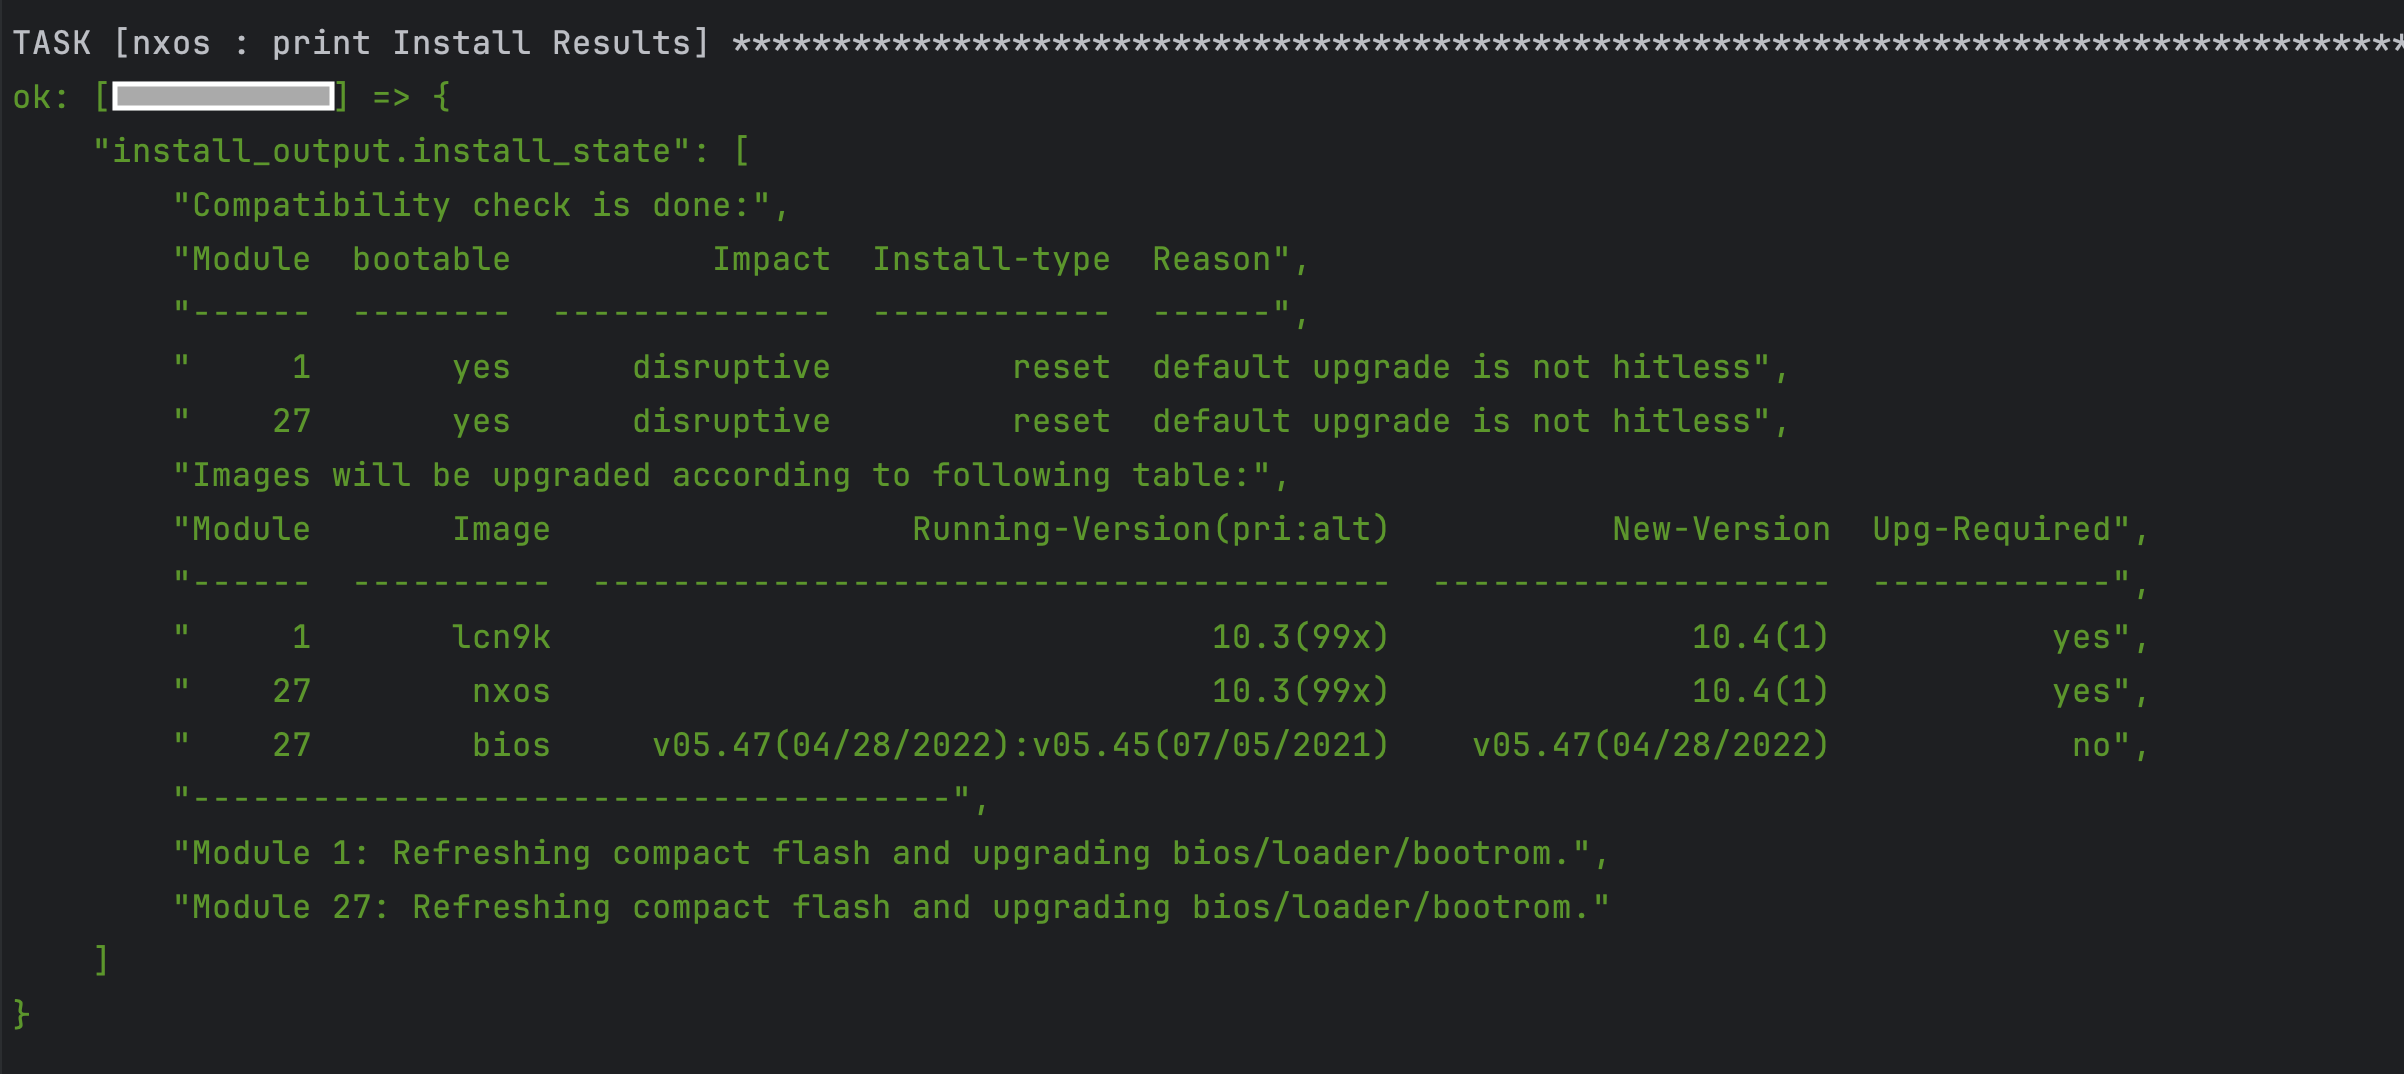 TASK [nxos : print Install Results] ***********************************************************************************
ok: [] => {
    "install_output.install_state": [
        "Compatibility check is done:",
        "Module  bootable          Impact  Install-type  Reason",
        "------  --------  --------------  ------------  ------",
        "     1       yes      disruptive         reset  default upgrade is not hitless",
        "    27       yes      disruptive         reset  default upgrade is not hitless",
        "Images will be upgraded according to following table:",
        "Module       Image                  Running-Version(pri:alt)           New-Version  Upg-Required",
        "------  ----------  ----------------------------------------  --------------------  ------------",
        "     1       lcn9k                                 10.3(99x)               10.4(1)           yes",
        "    27        nxos                                 10.3(99x)               10.4(1)           yes",
        "    27        bios     v05.47(04/28/2022):v05.45(07/05/2021)    v05.47(04/28/2022)            no",
        "--------------------------------------",
        "Module 1: Refreshing compact flash and upgrading bios/loader/bootrom.",
        "Module 27: Refreshing compact flash and upgrading bios/loader/bootrom."
    ]
}